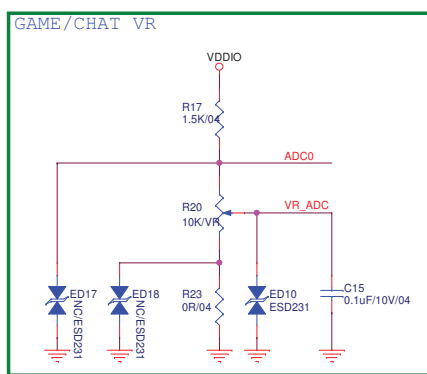 GAME/CHAT VR
VDDIO
R17
1.5K/04
ADC0
R20
10K/VR
VR_ADC
ED17
NC/ESD231
ED18
NC/ESD231
R23
0R/04
ED10
ESD231
C15
0.1uF/10V/04